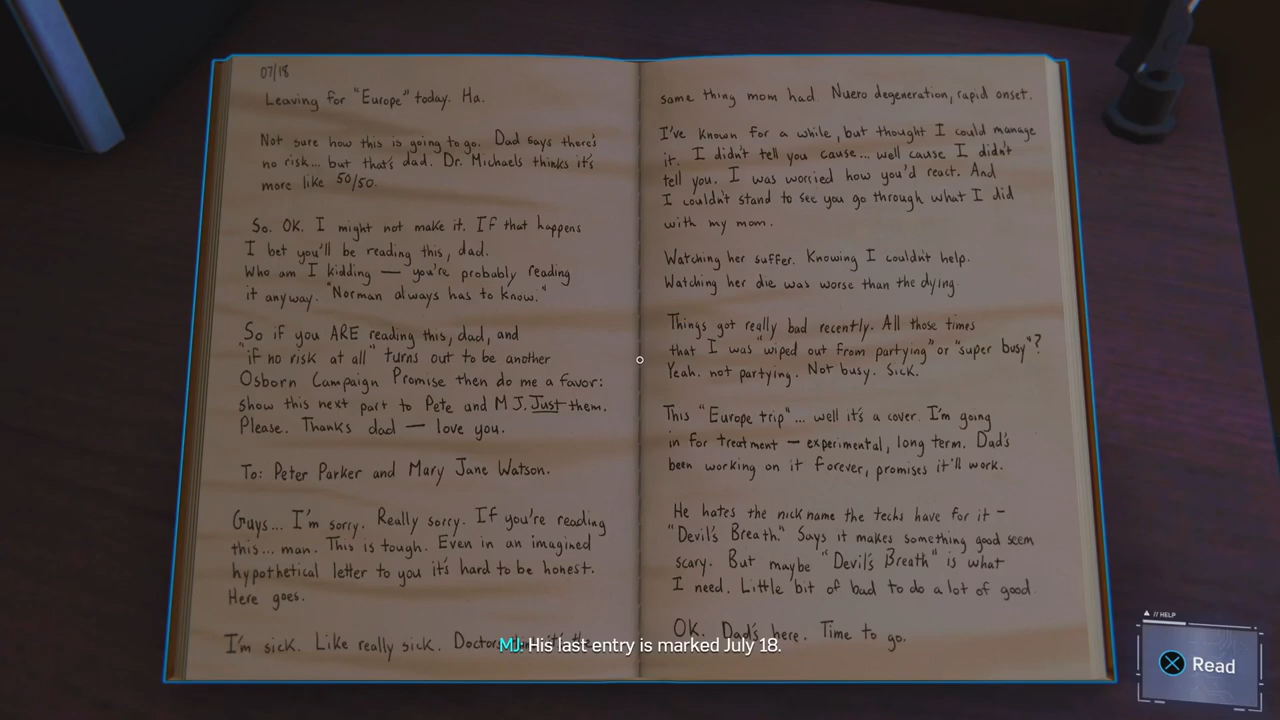 07/18
Leaving for "Europe" today. Ha.
Not sure how this is going to go. Dad says there's
no risk... but that's dad. Dr. Michaels thinks it's
more like 50/50.
So. OK. I might not make it. If that happens
I bet you'll be reading this, dad.
Who am I kidding — you're probably reading
it anyway. "Norman always has to know."
So if you ARE reading this, dad, and
"if no risk at all" turns out to be another
Osborn Campaign Promise then do me a favor:
show this next part to Pete and MJ. Just them.
Please. Thanks dad — love you.
To: Peter Parker and Mary Jane Watson.
Guys... I'm sorry. Really sorry. If you're reading
this... man. This is tough. Even in an imagined
hypothetical letter to you it's hard to be honest.
Here goes.
I'm sick. Like really sick.
same thing mom had. Nuero degeneration, rapid onset.
I've known for a while, but thought I could manage
it. I didn't tell you cause... well cause I didn't
tell you. I was worried how you'd react. And
I couldn't stand to see you go through what I did
with my mom.
Watching her suffer. Knowing I couldn't help.
Watching her die was worse than the dying
Things got really bad recently. All those times
that I was "wiped out from partying" or "super busy"?
Yeah. not partying. Not busy. Sick.
This "Europe trip"... well it's a cover. I'm going
in for treatment — experimental, long term. Dad's
been working on it forever, promises it'll work.
He hates the nickname the techs have for it -
"Devil's Breath." Says it makes something good seem
scary. But maybe "Devil's Breath" is what
I need. Little bit of bad to do a lot of good.
OK. Dad's here. Time to go.
MJ: His last entry is marked July 18.
// HELP
Read